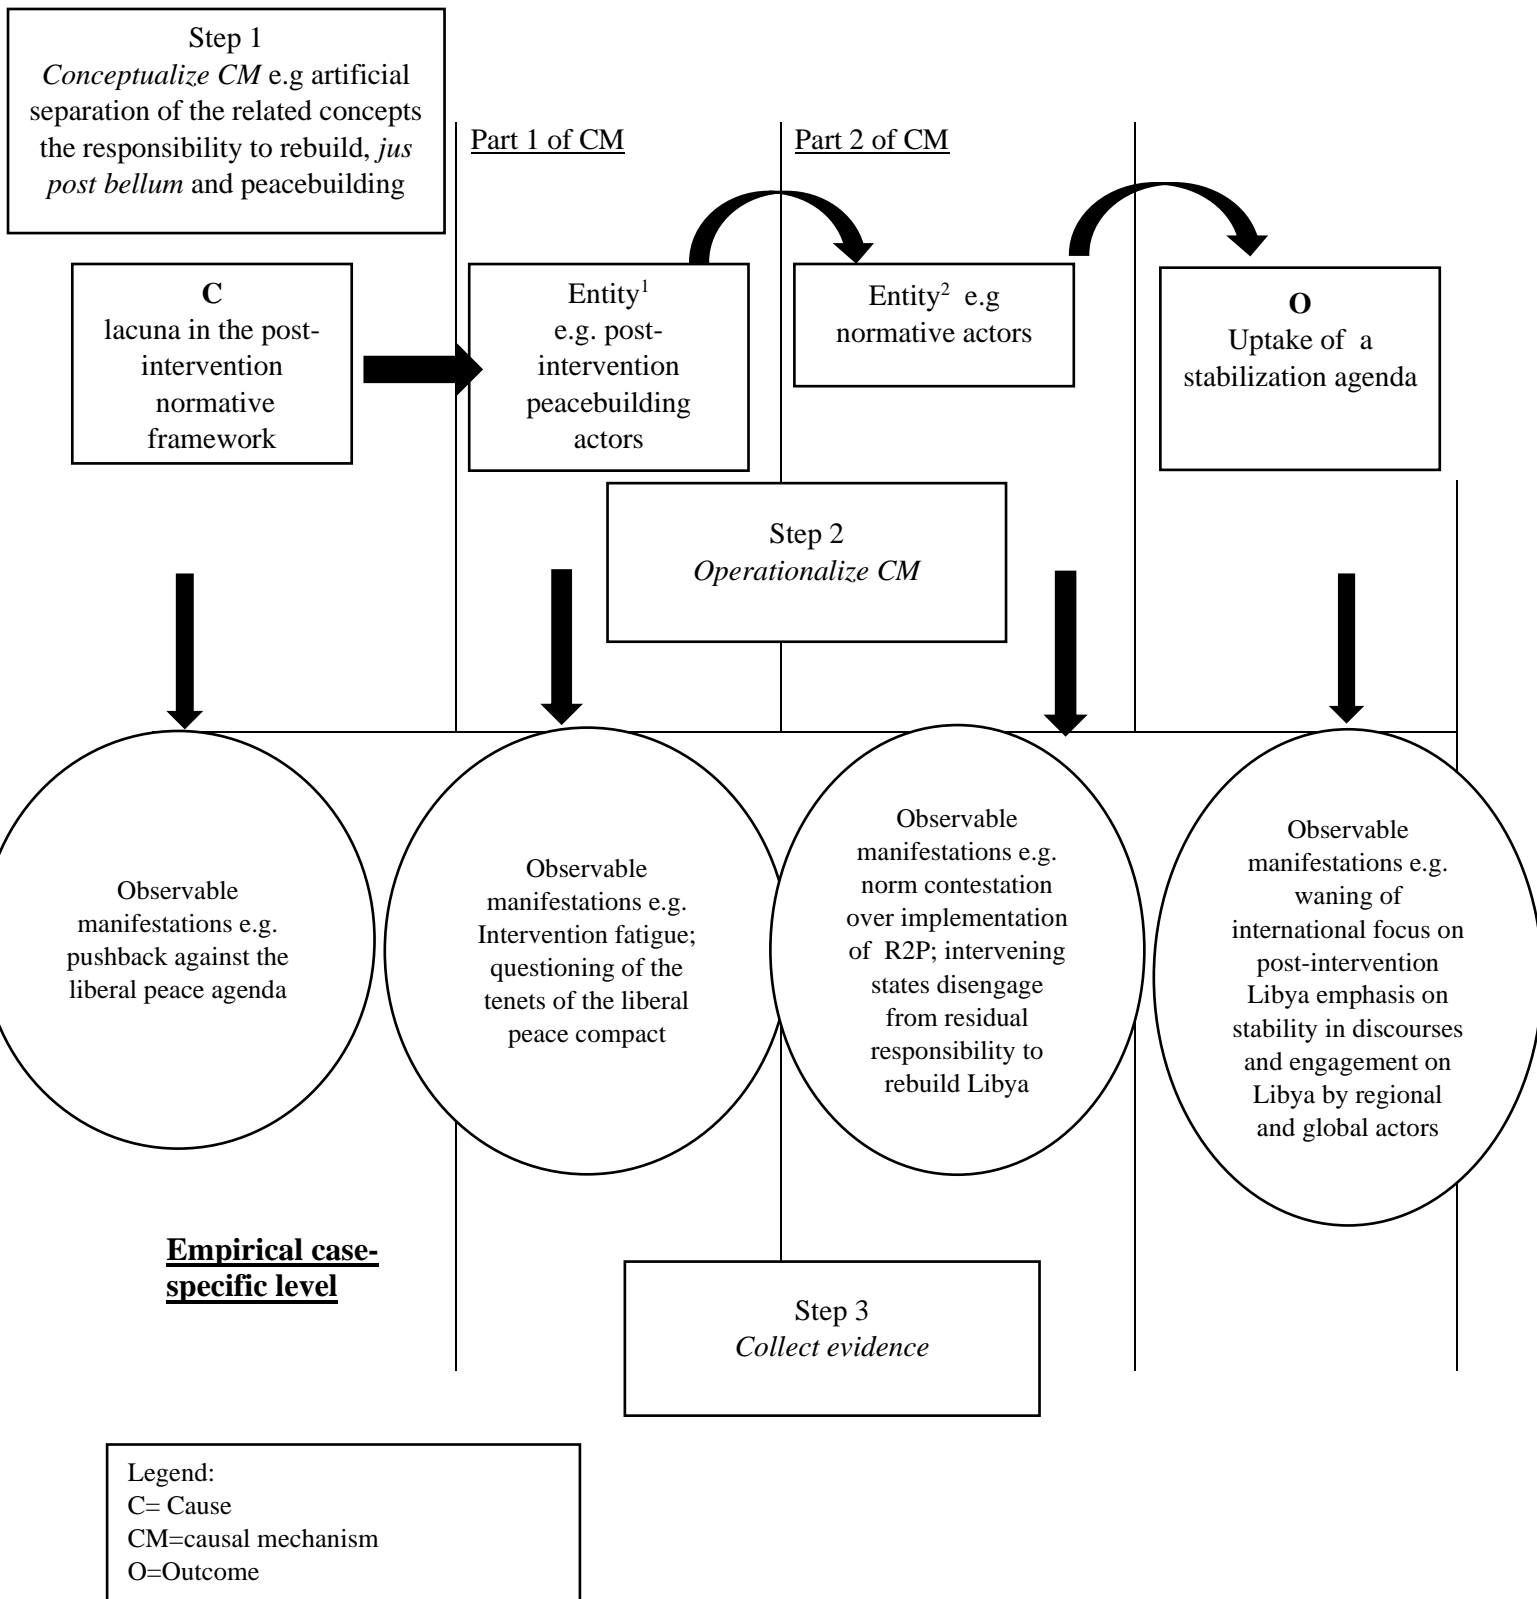 Step 1
Conceptualize CM e.g artificial
separation of the related concepts
the responsibility to rebuild, jus
post bellum and peacebuilding
Part 1 of CM
Part 2 of CM
C
lacuna in the post-
intervention
normative
framework
Entity¹
e.g. post-
intervention
peacebuilding
actors
Entity² e.g
normative actors
O
Uptake of a
stabilization agenda
Step 2
Operationalize CM
Observable
manifestations e.g.
pushback against the
liberal peace agenda
Observable
manifestations e.g.
Intervention fatigue;
questioning of the
tenets of the liberal
peace compact
Observable
manifestations e.g.
norm contestation
over implementation
of R2P; intervening
states disengage
from residual
responsibility to
rebuild Libya
Observable
manifestations e.g.
waning of
international focus on
post-intervention
Libya emphasis on
stability in discourses
and engagement on
Libya by regional
and global actors
Empirical case-
specific level
Step 3
Collect evidence
Legend:
C= Cause
CM=causal mechanism
O=Outcome